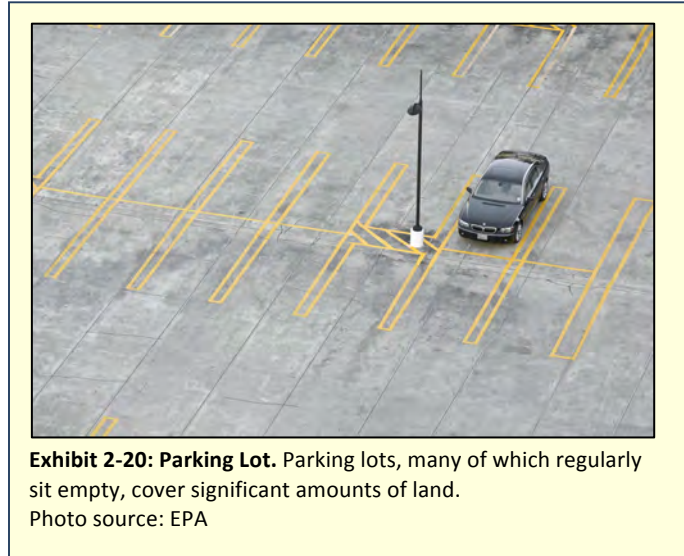 Exhibit 2-20: Parking Lot. Parking lots, many of which regularly
sit empty, cover significant amounts of land.
Photo source: EPA